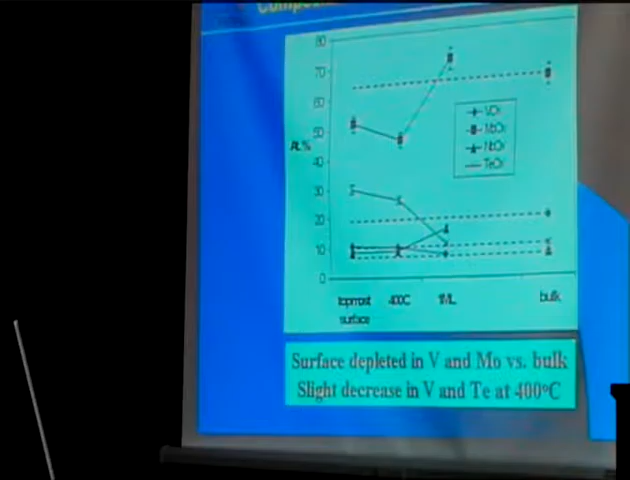 80
70
60
50
At.%
40
30
20
10
0
VOx
MoOx
NbOx
TeOx
topmost 400C 1ML bulk
surface
Surface depleted in V and Mo vs. bulk
Slight decrease in V and Te at 400°C